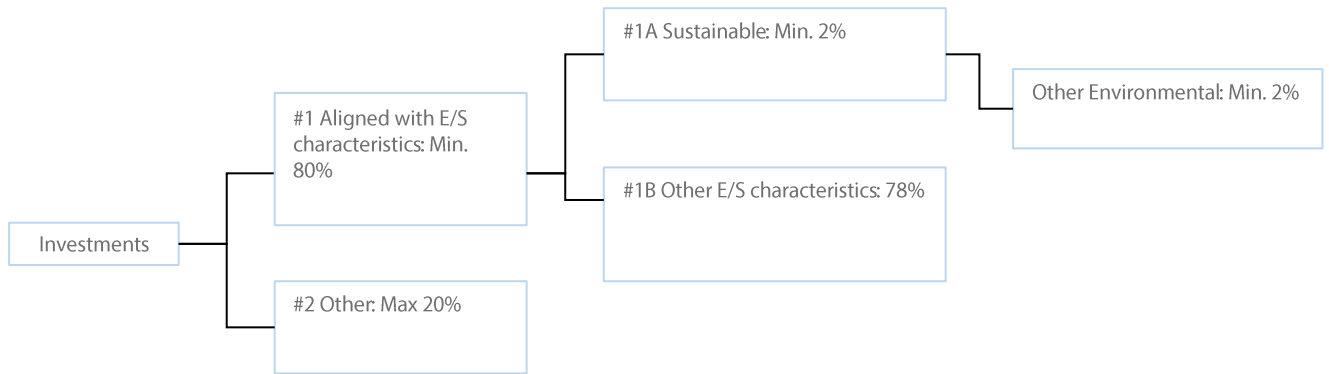 Investments
#1 Aligned with E/S
characteristics: Min.
80%
#2 Other: Max 20%
#1A Sustainable: Min. 2%
#1B Other E/S characteristics: 78%
Other Environmental: Min. 2%